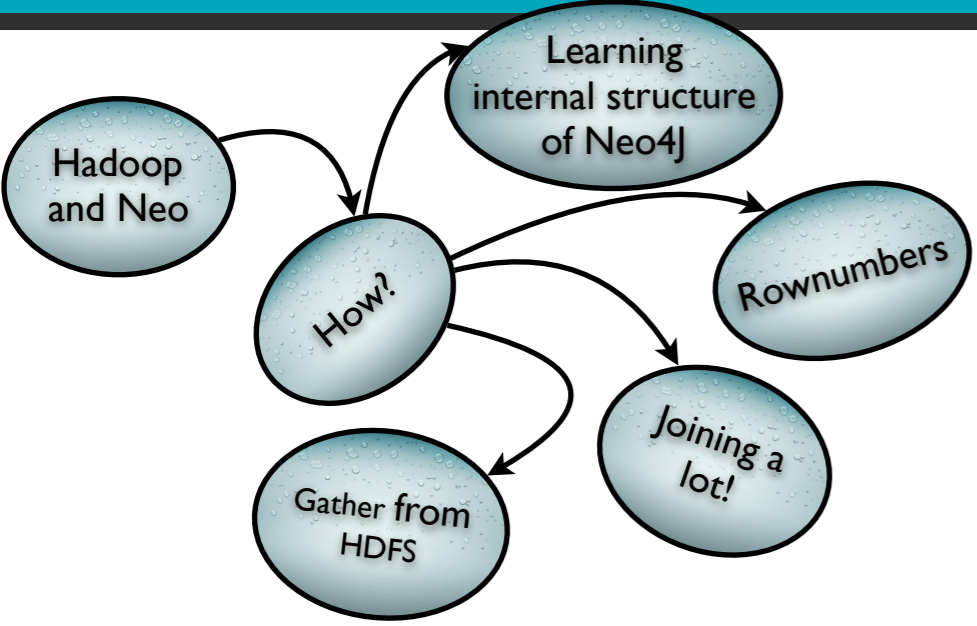 Learning
internal structure
of Neo4J
Hadoop
and Neo
How?
Rownumbers
Joining a
lot!
Gather from
HDFS